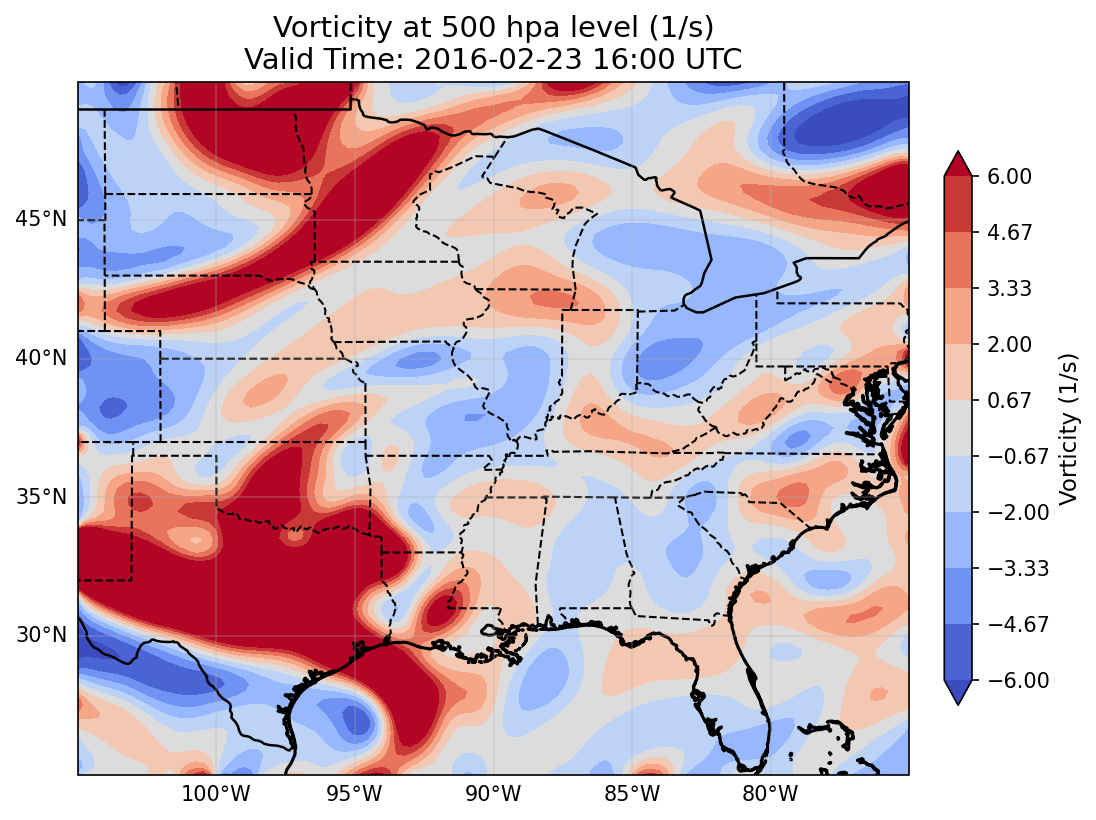 Vorticity at 500 hpa level (1/s)
Valid Time: 2016-02-23 16:00 UTC
45°N
40°N
35°N
30°N
100°W
95°W
90°W
85°W
80°W
6.00
4.67
3.33
2.00
0.67
−0.67
−2.00
−3.33
−4.67
−6.00
Vorticity (1/s)